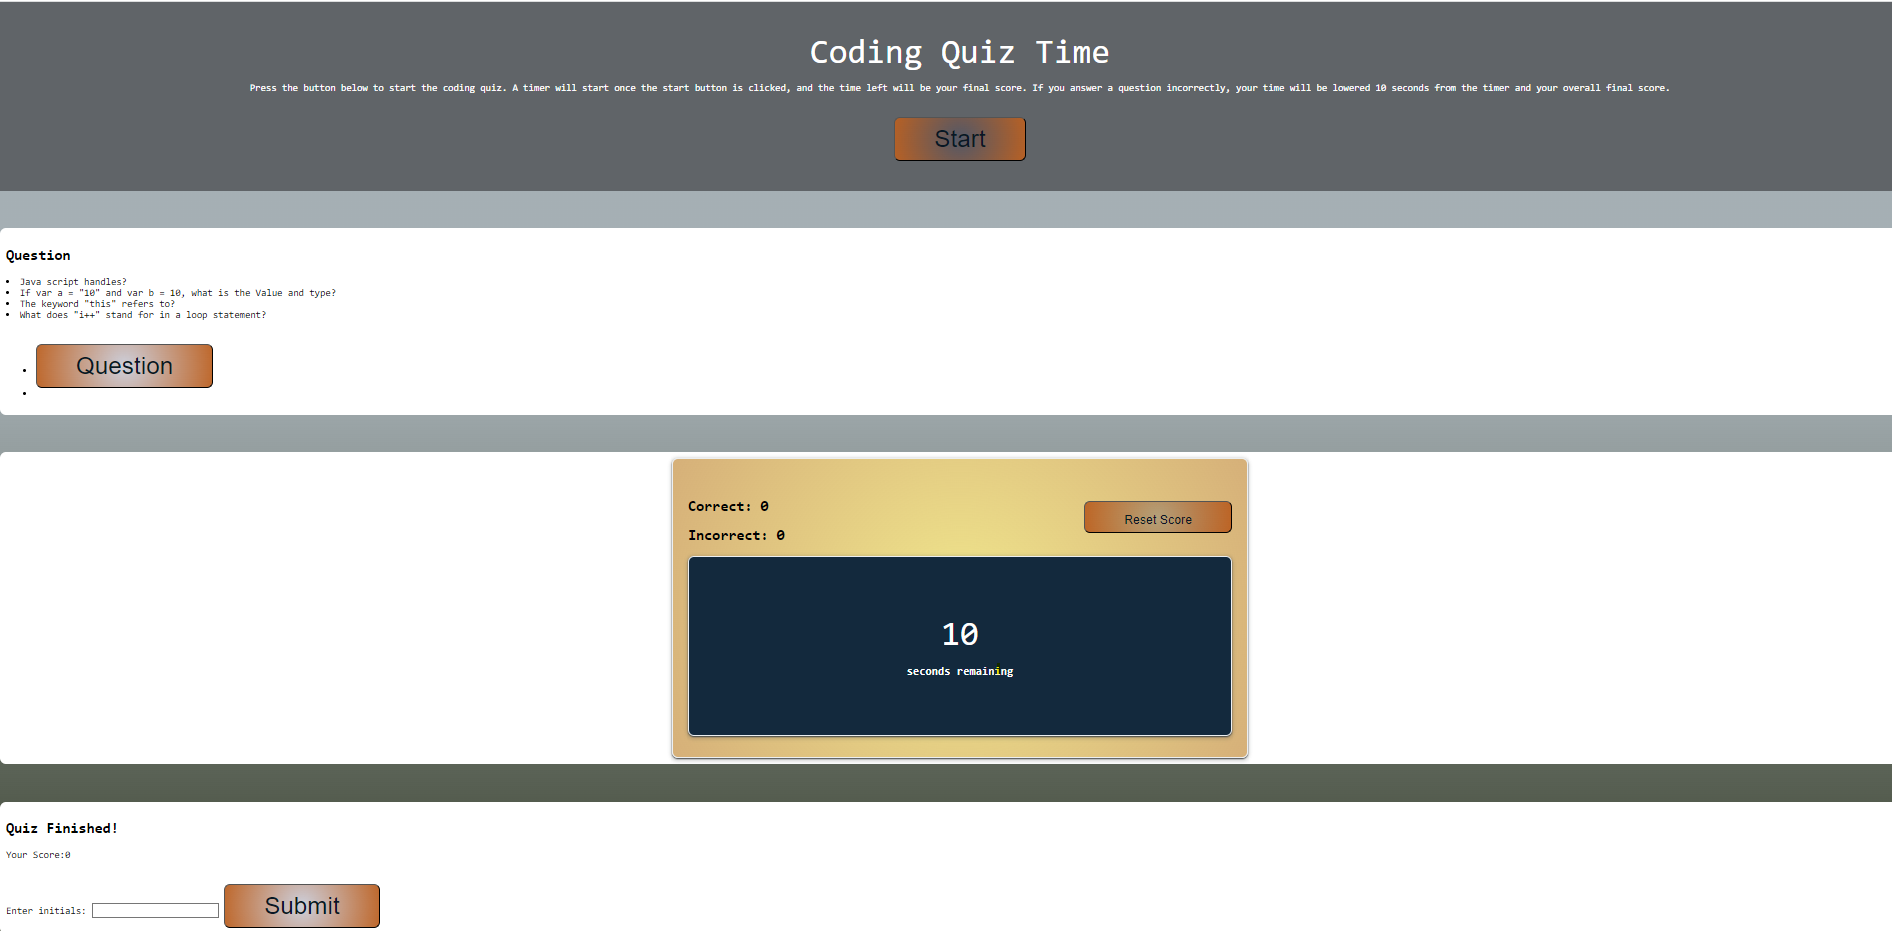 Coding Quiz Time
Press the button below to start the coding quiz. A timer will start once the start button is clicked, and the time left will be your final score. If you answer a question incorrectly, your time will be lowered 10 seconds from the timer and your overall final score.
Start
Question
Java script handles?
If var a = "10" and var b = 10, what is the Value and type?
The keyword "this" refers to?
What does "i++" stand for in a loop statement?
Question
Correct: 0
Reset Score
Incorrect: 0
10
seconds remaining
Quiz Finished!
Your Score:0
Enter initials:
Submit